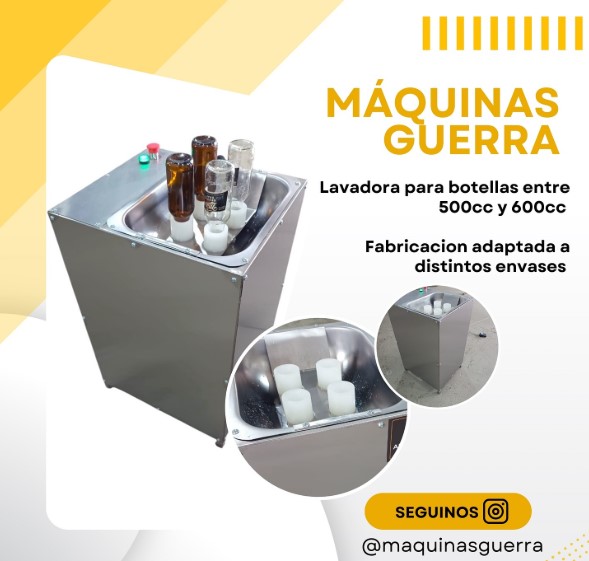 MÁQUINAS
GUERRA
Lavadora para botellas entre
500cc y 600cc
Fabricacion adaptada a
distintos envases
SEGUINOS
@maquinasguerra